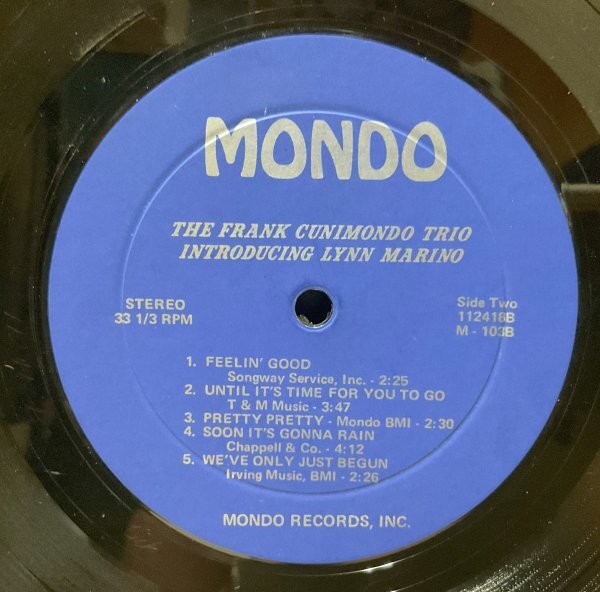 MONDO
THE FRANK CUNIMONDO TRIO
INTRODUCING LYNN MARINO
STEREO
33 1/3 RPM
Side Two
112418B
M - 103B
1. FEELIN' GOOD
Songway Service, Inc. - 2:25
2. UNTIL IT'S TIME FOR YOU TO GO
T & M Music - 3:47
3. PRETTY PRETTY - Mondo BMI - 2:30
4. SOON IT'S GONNA RAIN
Chappell & Co. - 4:12
5. WE'VE ONLY JUST BEGUN
Irving Music, BMI - 2:26
MONDO RECORDS, INC.